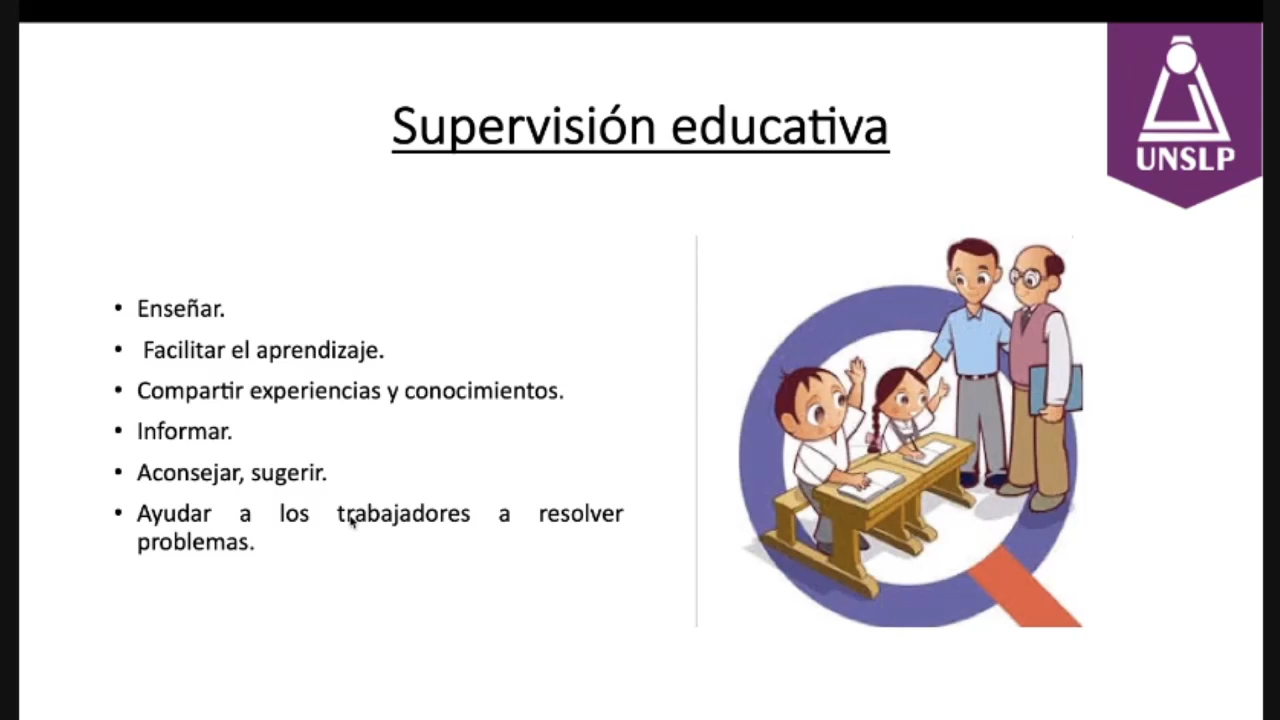 UNSLP
Supervisión educativa
• Enseñar.
• Facilitar el aprendizaje.
• Compartir experiencias y conocimientos.
• Informar.
• Aconsejar, sugerir.
• Ayudar a los trabajadores a resolver
problemas.